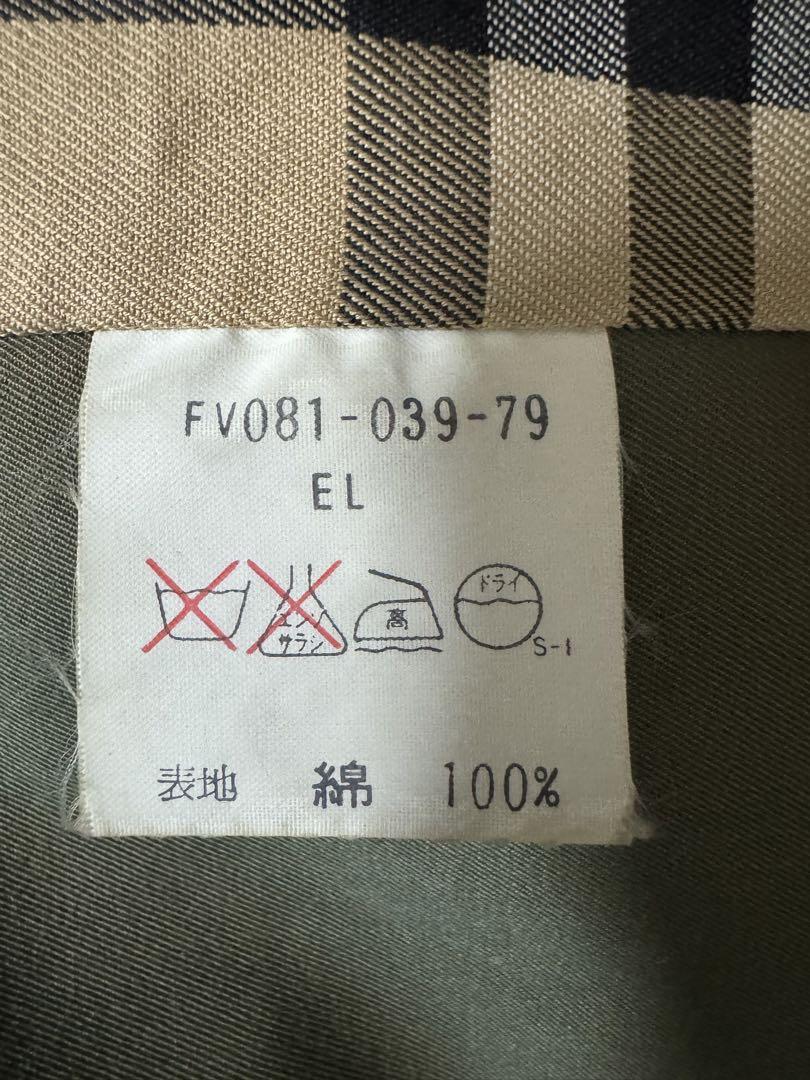 FV081-039-79
EL
エンソ
サラシ
高
ドライ
S-1
表地 綿 100%